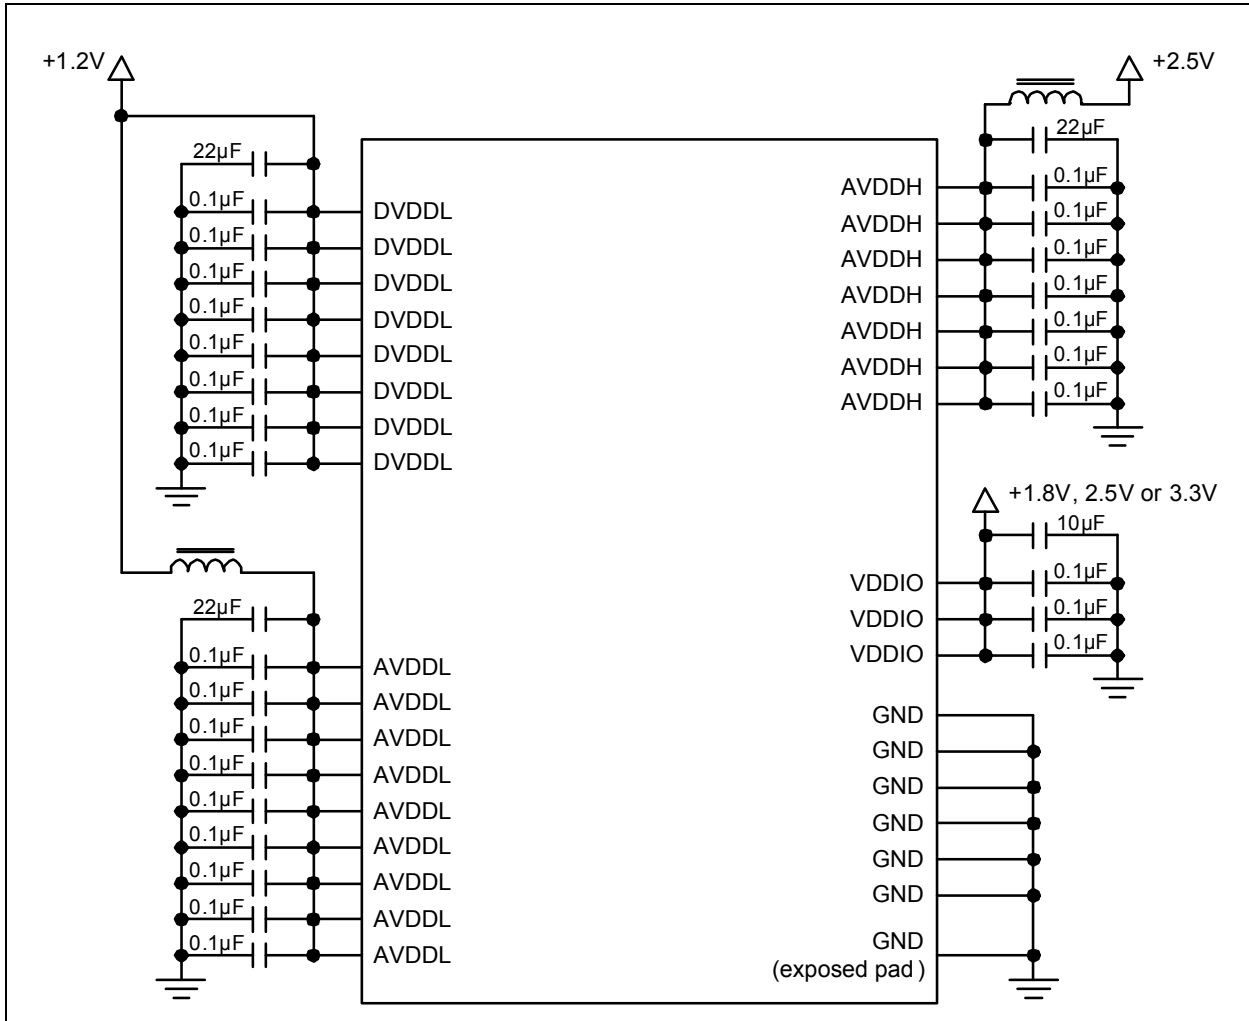 +1.2V
22µF
0.1µF
DVDDL
0.1µF
DVDDL
0.1µF
DVDDL
0.1µF
DVDDL
0.1µF
DVDDL
0.1µF
DVDDL
0.1µF
DVDDL
0.1µF
DVDDL
22µF
0.1µF
AVDDL
0.1µF
AVDDL
0.1µF
AVDDL
0.1µF
AVDDL
0.1µF
AVDDL
0.1µF
AVDDL
0.1µF
AVDDL
0.1µF
AVDDL
0.1µF
AVDDL
+2.5V
22µF
AVDDH
0.1µF
AVDDH
0.1µF
AVDDH
0.1µF
AVDDH
0.1µF
AVDDH
0.1µF
AVDDH
0.1µF
AVDDH
0.1µF
+1.8V, 2.5V or 3.3V
10µF
VDDIO
0.1µF
VDDIO
0.1µF
VDDIO
0.1µF
GND
GND
GND
GND
GND
GND
GND
(exposed pad)